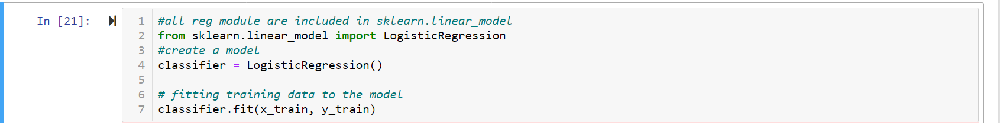 In [21]:
1 #all reg module are included in sklearn.linear_model
2 from sklearn.linear_model import LogisticRegression
3 #create a model
4 classifier = LogisticRegression()
5
6 # fitting training data to the model
7 classifier.fit(x_train, y_train)